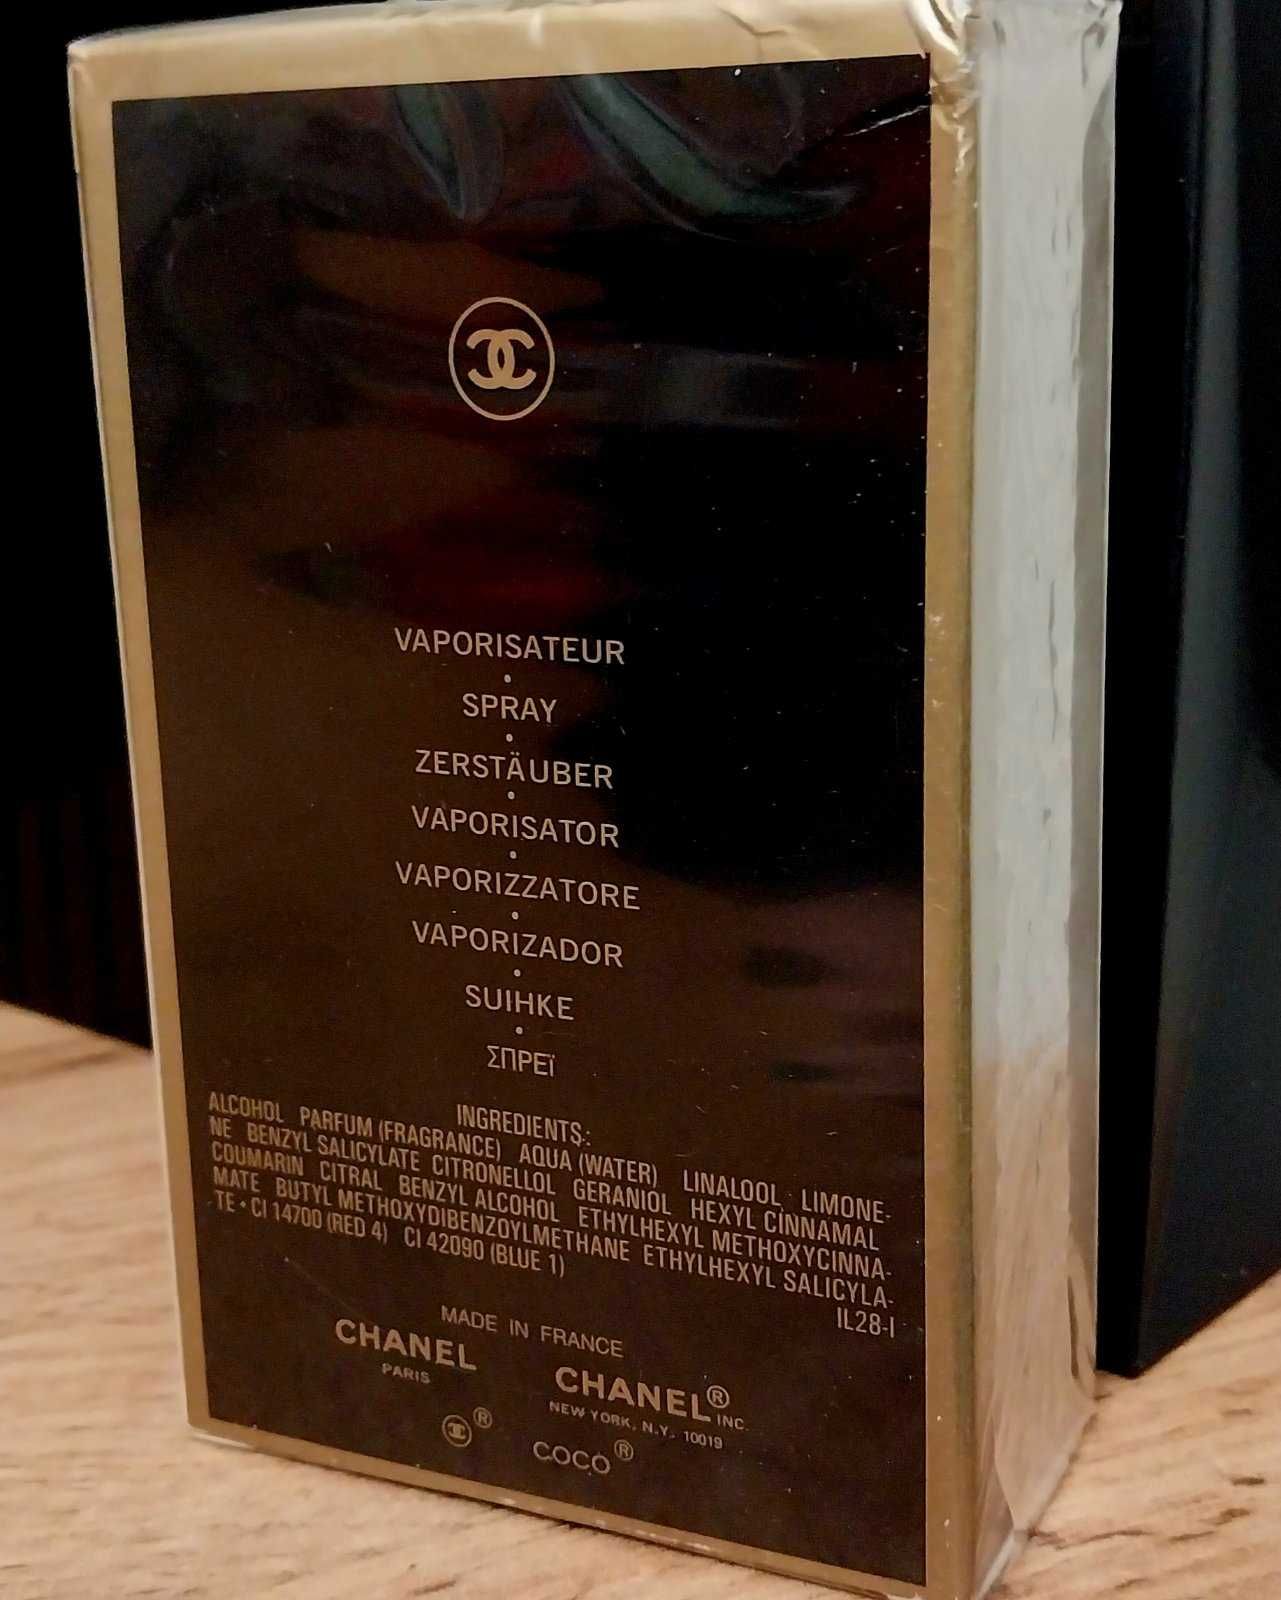 VAPORISATEUR
SPRAY
ZERSTÄUBER
VAPORISATOR
VAPORIZZATORE
VAPORIZADOR
SUIHKE
ΣΠΡΕΪ
INGREDIENTS:
ALCOHOL PARFUM (FRAGRANCE) AQUA (WATER) LINALOOL LIMONE-
NE BENZYL SALICYLATE CITRONELLOL GERANIOL HEXYL CINNAMAL
COUMARIN CITRAL BENZYL ALCOHOL ETHYLHEXYL METHOXYCINNA-
MATE BUTYL METHOXYDIBENZOYLMETHANE ETHYLHEXYL SALICYLA-
TE • CI 14700 (RED 4) CI 42090 (BLUE 1)
IL28-I
MADE IN FRANCE
CHANEL
PARIS
CHANEL® INC.
NEW YORK, N.Y. 10019
®
COCO®